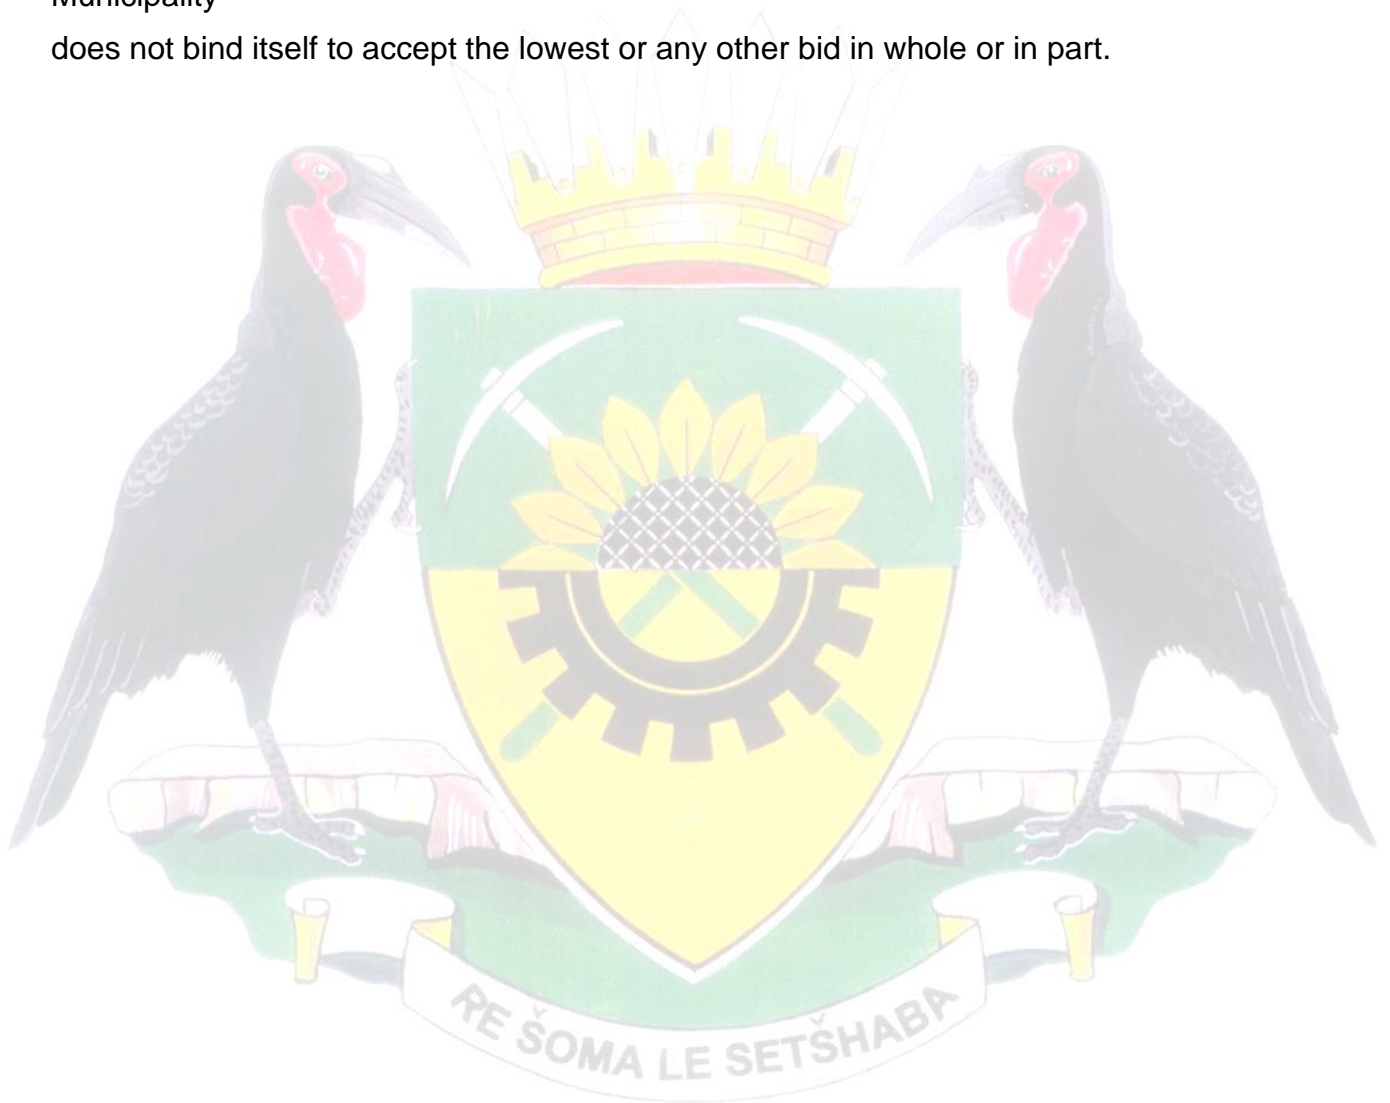 Municipality
does not bind itself to accept the lowest or any other bid in whole or in part.
RE ŠOMA LE SETŠHABA